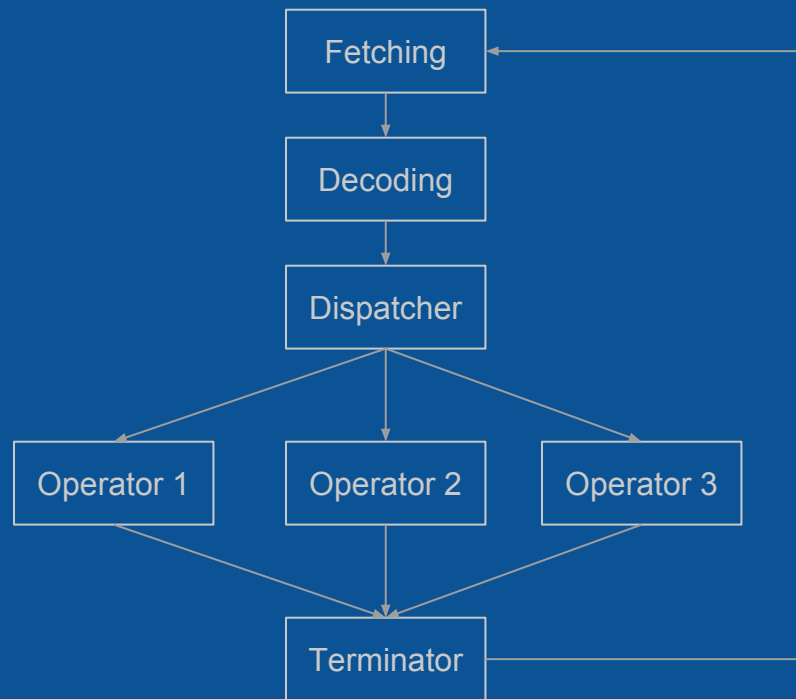 Fetching
Decoding
Dispatcher
Operator 1
Operator 2
Operator 3
Terminator